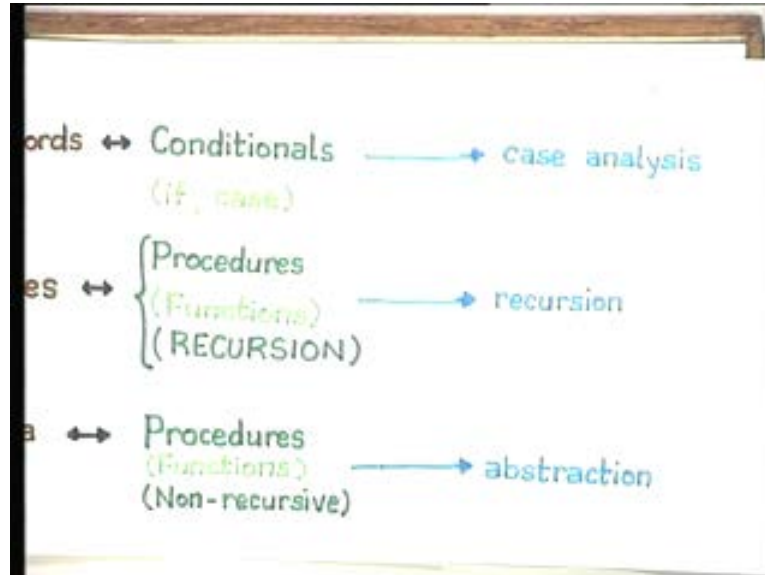 ords ↔ Conditionals → case analysis
(if, case)
Procedures
es ↔ (Functions) → recursion
(RECURSION)
a ↔ Procedures
(Functions) → abstraction
(Non-recursive)